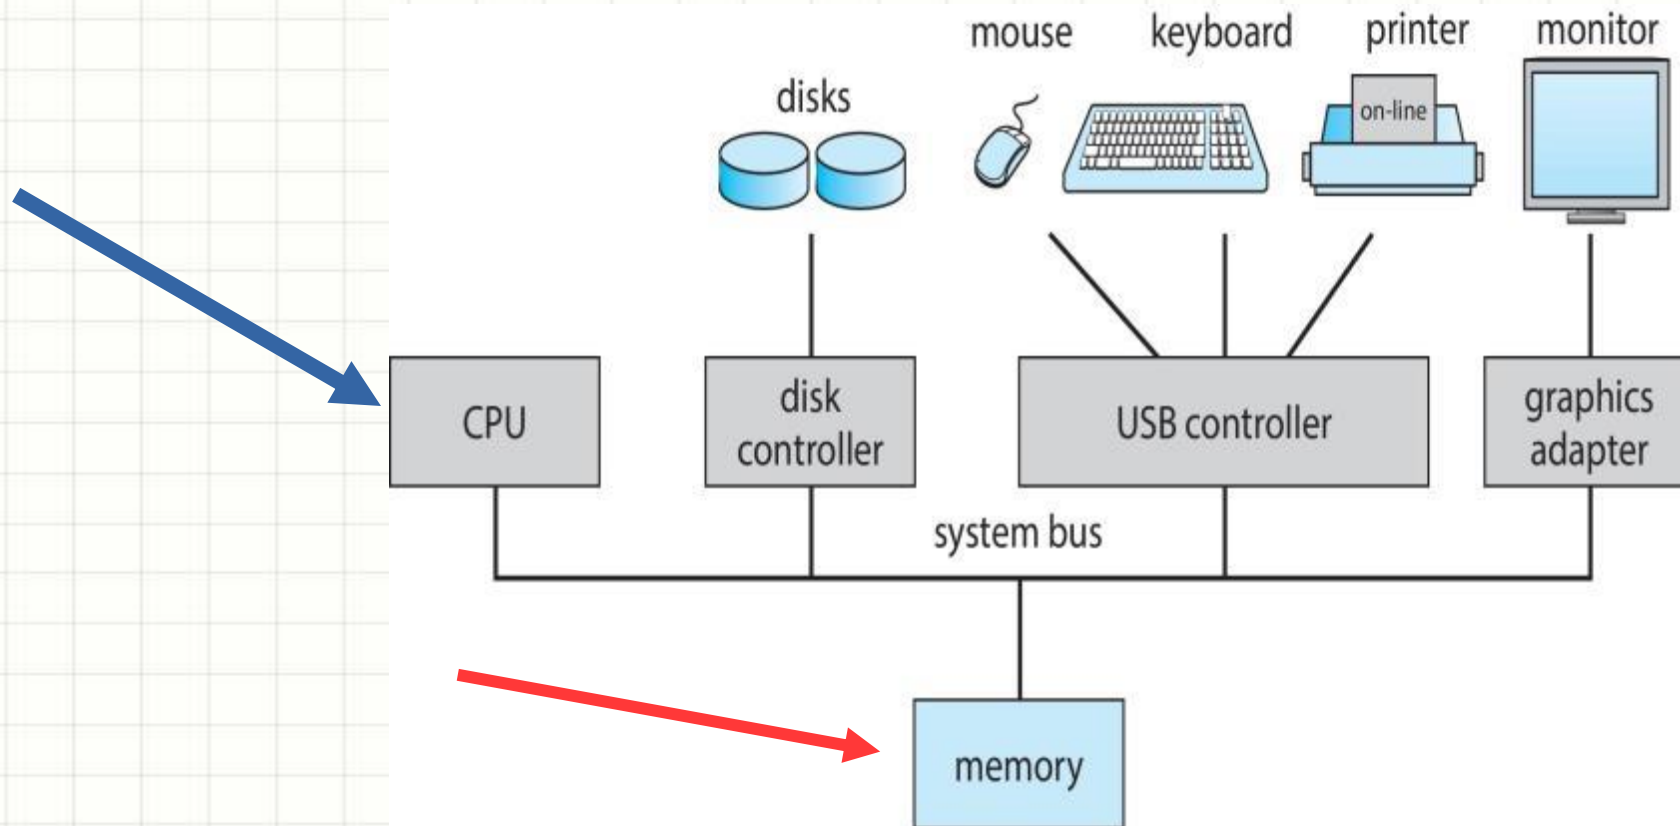 mouse keyboard printer monitor
disks
on-line
CPU
disk
controller
USB controller
graphics
adapter
system bus
memory